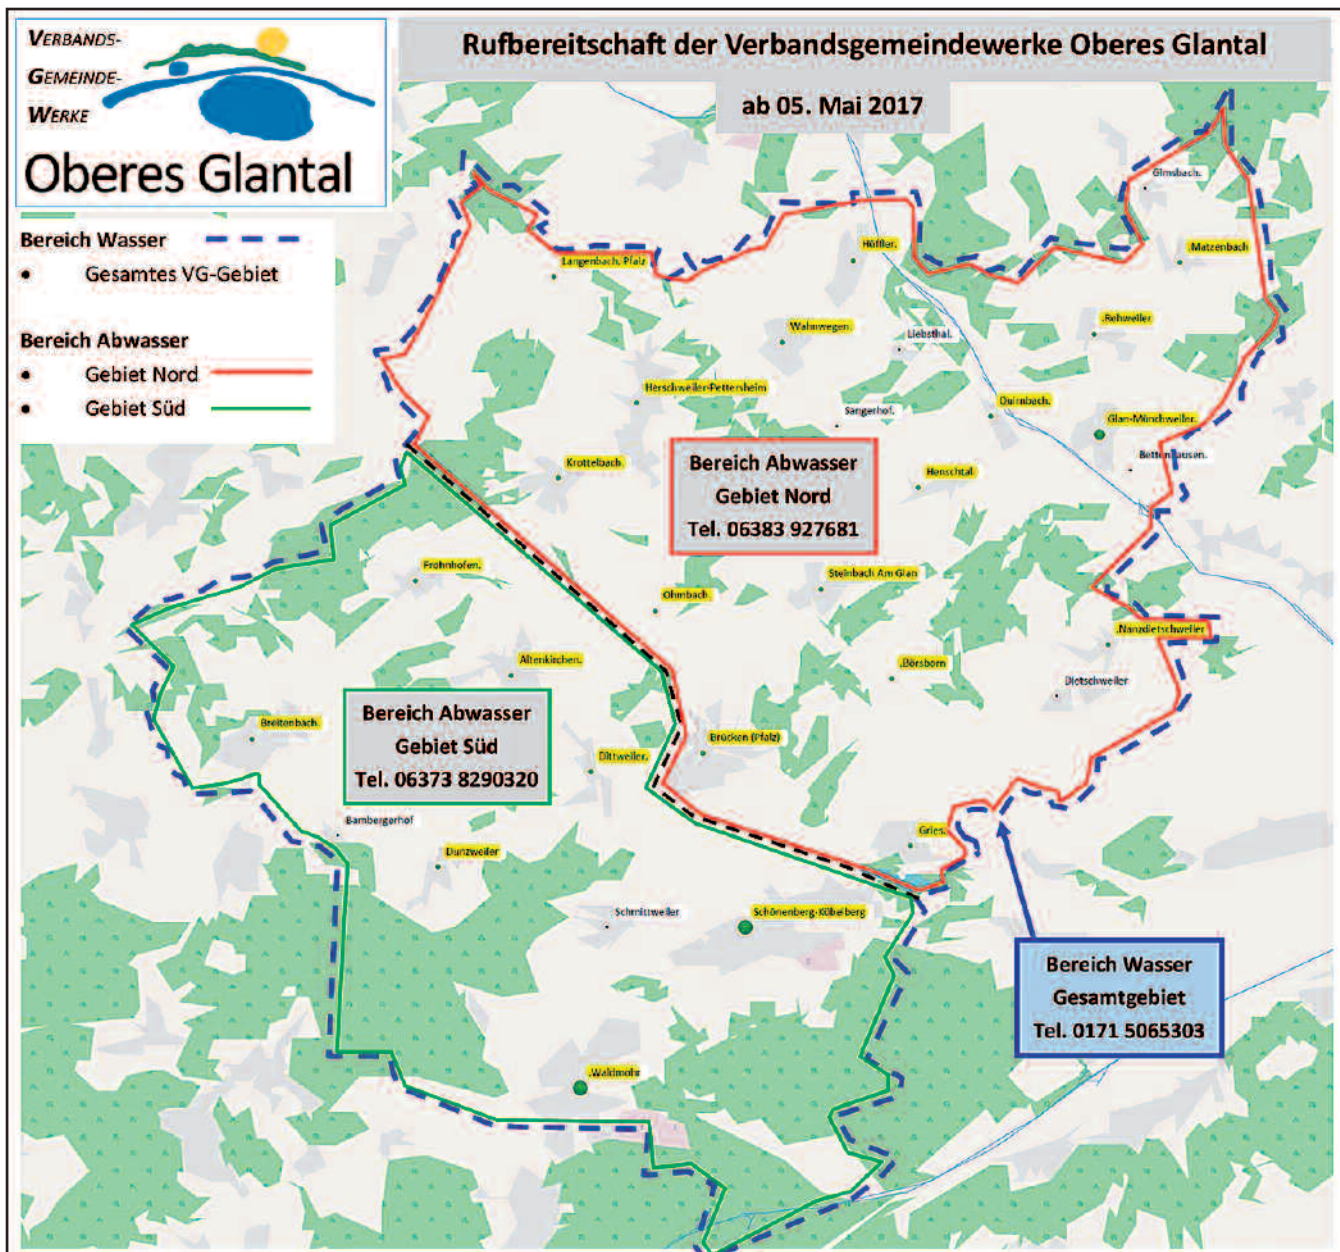 VERBANDS-
GEMEINDE-
WERKE
Oberes Glantal
Rufbereitschaft der Verbandsgemeindewerke Oberes Glantal
ab 05. Mai 2017
Bereich Wasser
• Gesamtes VG-Gebiet
Bereich Abwasser
• Gebiet Nord
• Gebiet Süd
Glmsbach.
.Matzenbach
Hüffler.
Langenbach, Pfalz
.Rehweiler
Wahnwegen.
Liebsthal.
Herschweiler-Pettersheim
Quirnbach.
Sangerhof.
Glan-Münchweiler.
Bettenhausen.
Krottelbach.
Henschtal
Bereich Abwasser
Gebiet Nord
Tel. 06383 927681
Frohnhofen.
Steinbach Am Glan
Ohmbach.
.Nanzdietschweiler
Altenkirchen.
.Börsborn
Dietschweiler
Bereich Abwasser
Gebiet Süd
Tel. 06373 8290320
Breitenbach.
Brücken (Pfalz)
Dittweiler.
Bambergerhof
Gries.
Dunzweiler
Schmittweiler
Schönenberg-Kübelberg
Bereich Wasser
Gesamtgebiet
Tel. 0171 5065303
.Waldmohr